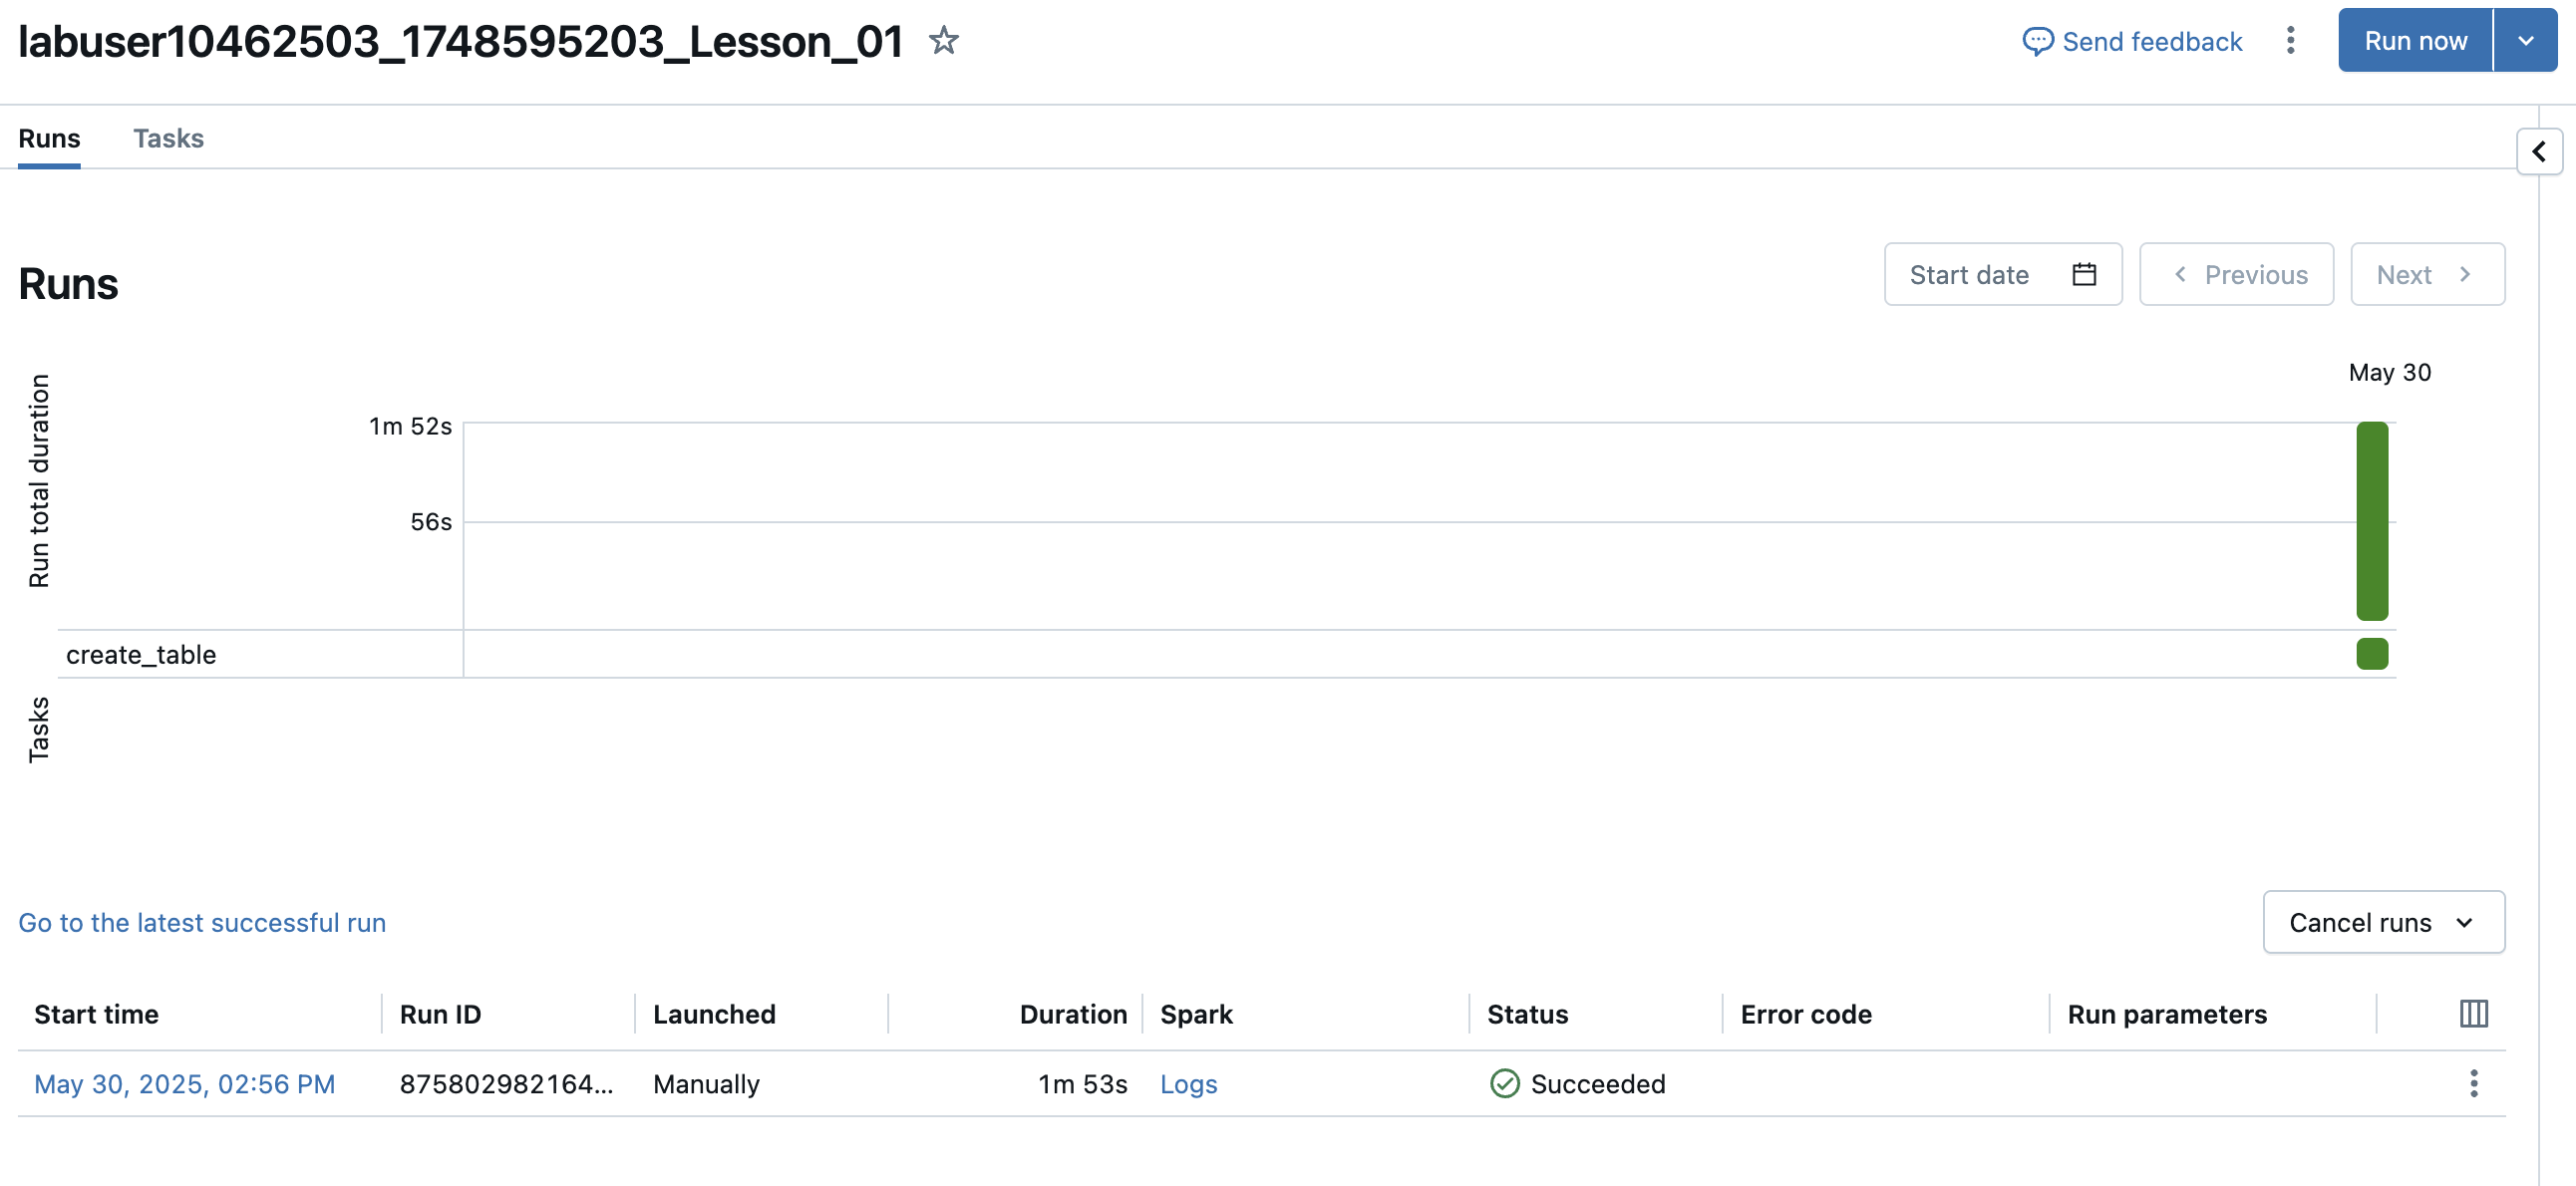 labuser10462503_1748595203_Lesson_01
Send feedback
Run now
Runs
Tasks
Runs
Start date
Previous
Next
May 30
Run total duration
1m 52s
56s
create_table
Tasks
Go to the latest successful run
Cancel runs
Start time Run ID Launched Duration Spark Status Error code Run parameters
May 30, 2025, 02:56 PM 875802982164... Manually 1m 53s Logs Succeeded